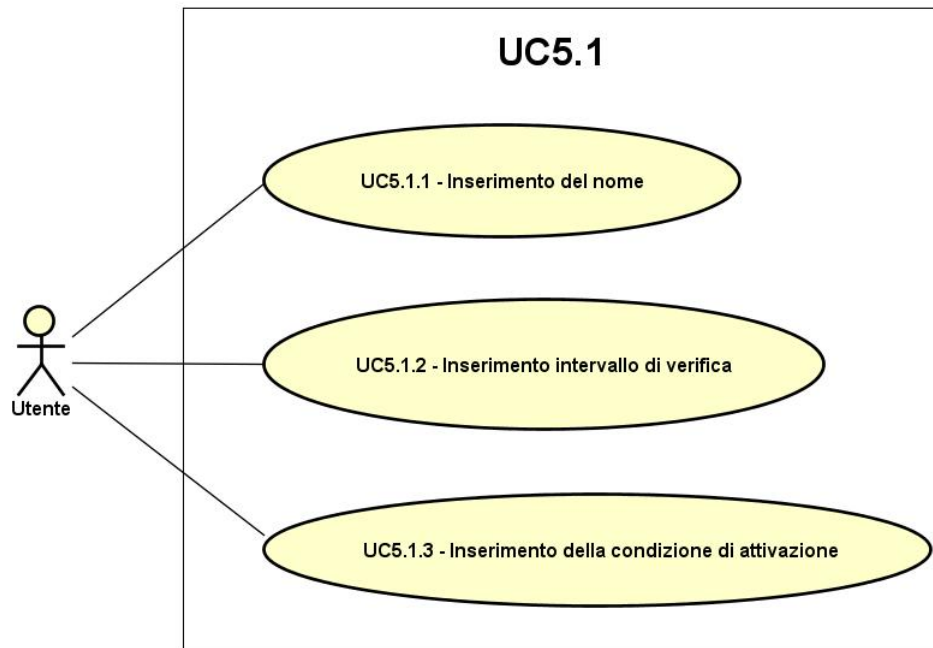 UC5.1
UC5.1.1 - Inserimento del nome
UC5.1.2 - Inserimento intervallo di verifica
Utente
UC5.1.3 - Inserimento della condizione di attivazione